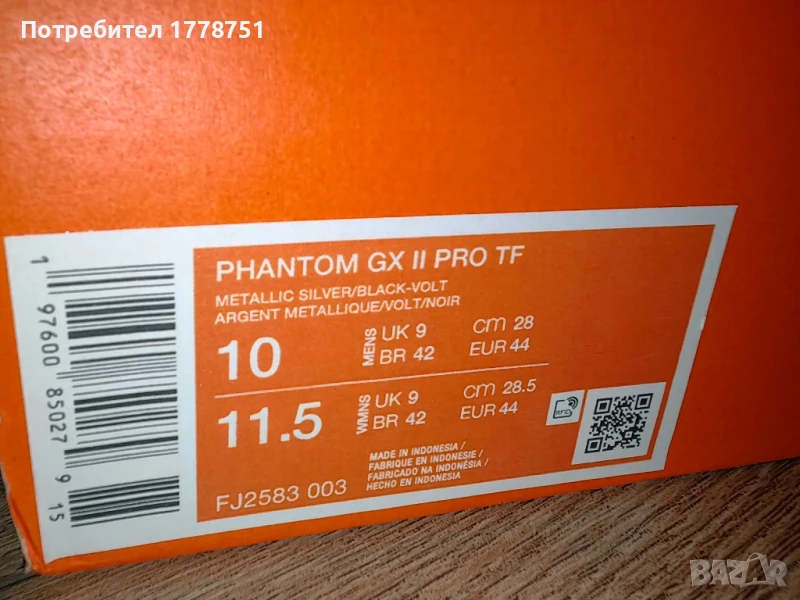 Потребител 1778751
PHANTOM GX II PRO TF
METALLIC SILVER/BLACK-VOLT
ARGENT METALLIQUE/VOLT/NOIR
10 MENS UK 9 cm 28
BR 42 EUR 44
11.5 WMNS UK 9 cm 28.5
BR 42 EUR 44
RFID
MADE IN INDONESIA /
FABRIQUE EN INDONESIE /
FABRICADO NA INDONÉSIA /
HECHO EN INDONESIA
FJ2583 003
1 97600 85027 9 15
BAZAR